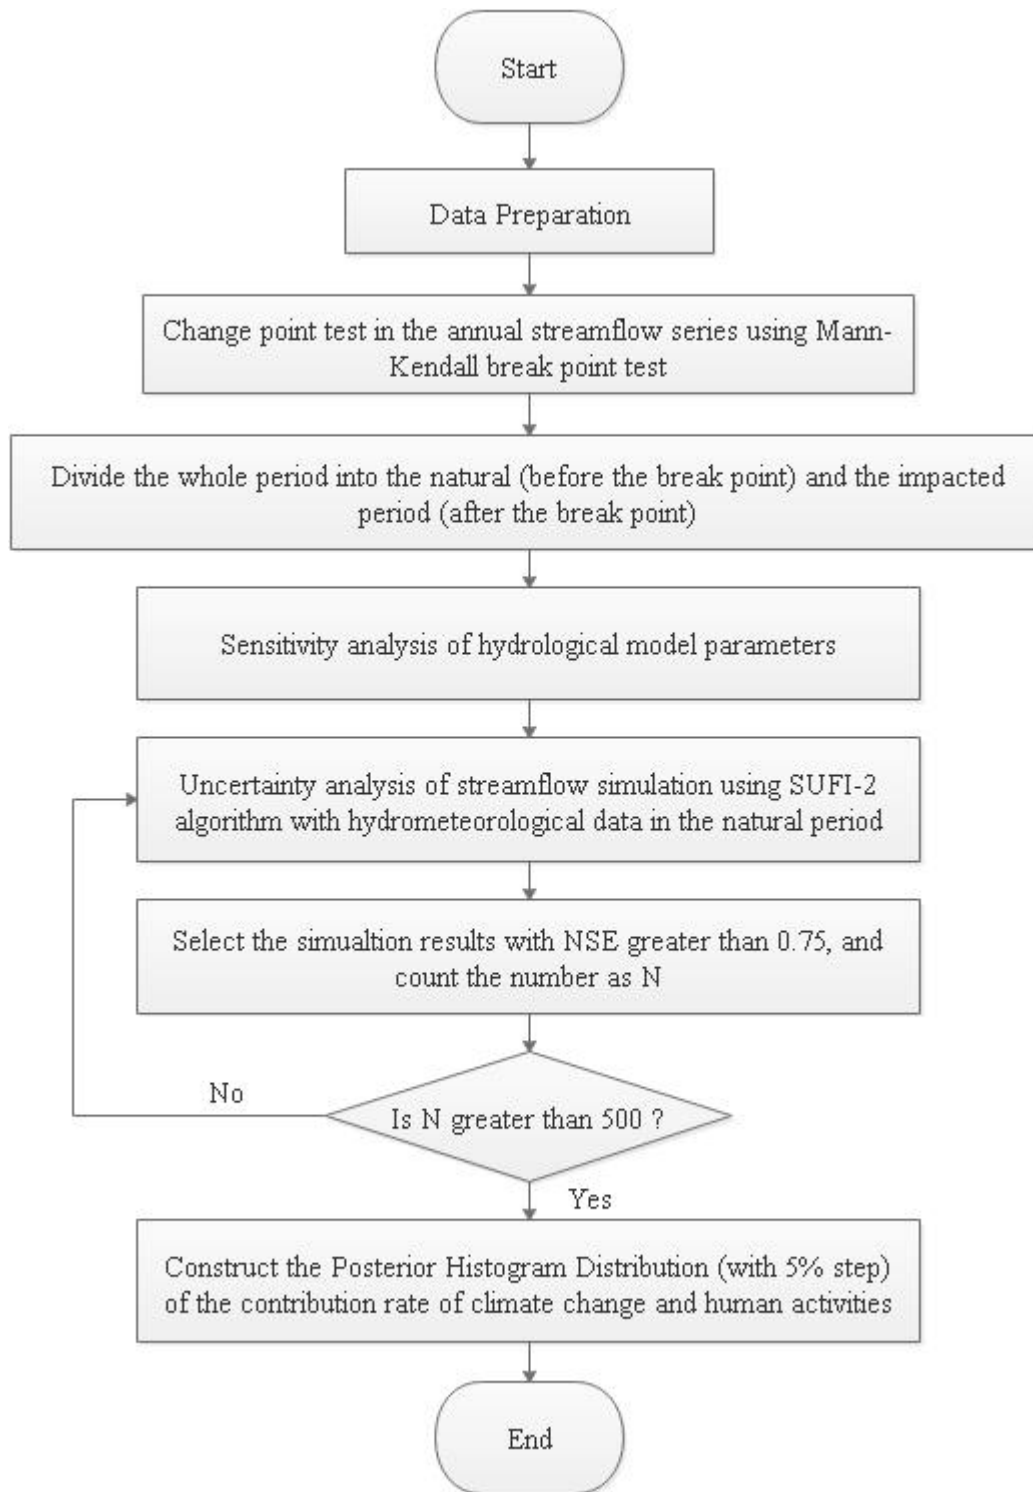 Start
Data Preparation
Change point test in the annual streamflow series using Mann-
Kendall break point test
Divide the whole period into the natural (before the break point) and the impacted
period (after the break point)
Sensitivity analysis of hydrological model parameters
Uncertainty analysis of streamflow simulation using SUFI-2
algorithm with hydrometeorological data in the natural period
Select the simualtion results with NSE greater than 0.75, and
count the number as N
No
Is N greater than 500 ?
Yes
Construct the Posterior Histogram Distribution (with 5% step)
of the contribution rate of climate change and human activities
End